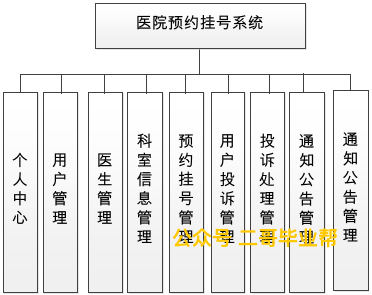 医院预约挂号系统
个人中心
用户管理
医生管理
科室信息管理
预约挂号管理
用户投诉管理
投诉处理管理
通知公告管理
通知公告管理
公众号 二哥毕业帮